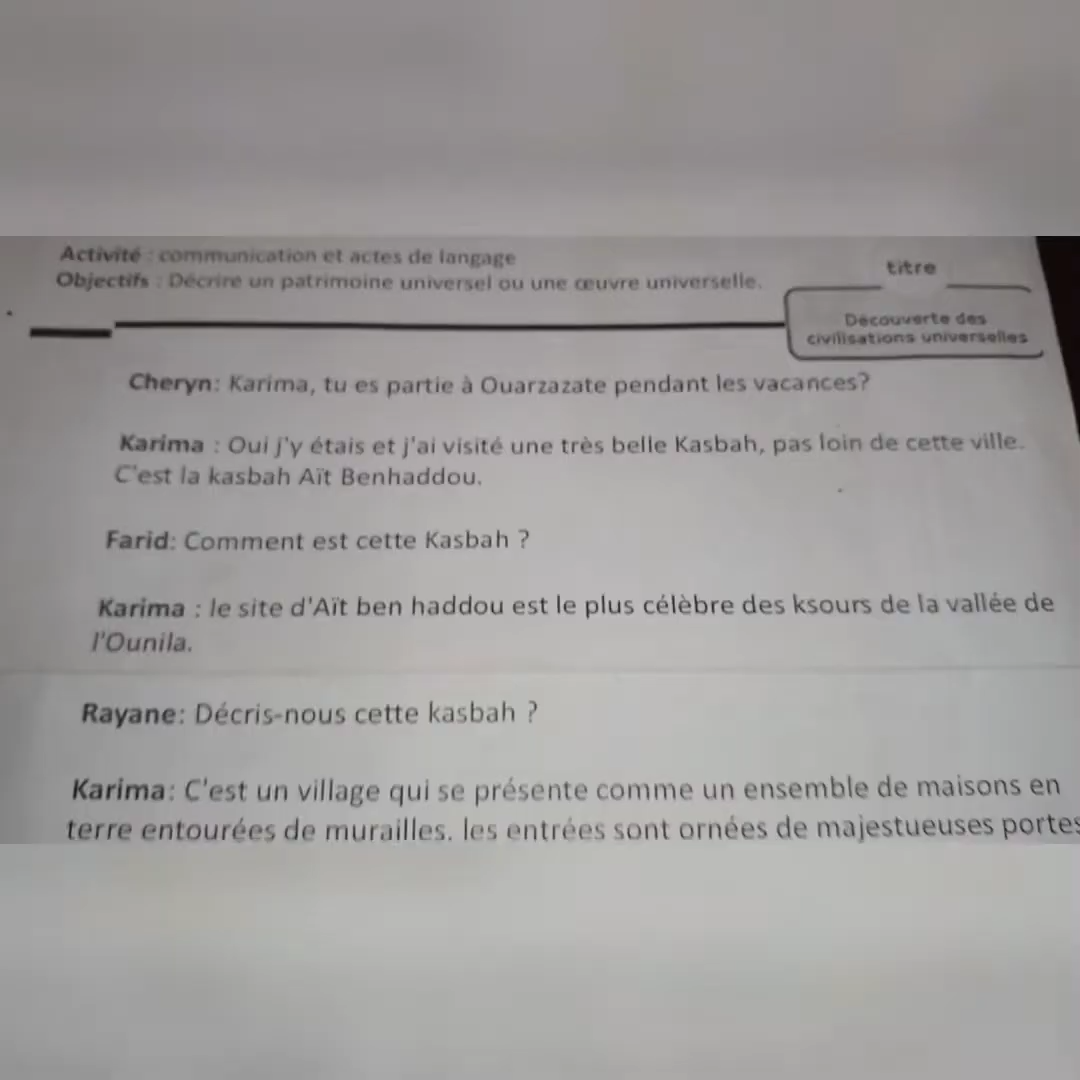 Activité : communication et actes de langage
Objectifs : Décrire un patrimoine universel ou une œuvre universelle.
titre
Découverte des
civilisations universelles
Cheryn: Karima, tu es partie à Ouarzazate pendant les vacances?
Karima : Oui j'y étais et j'ai visité une très belle Kasbah, pas loin de cette ville.
C'est la kasbah Aït Benhaddou.
Farid: Comment est cette Kasbah ?
Karima : le site d'Aït ben haddou est le plus célèbre des ksours de la vallée de
l'Ounila.
Rayane: Décris-nous cette kasbah ?
Karima: C'est un village qui se présente comme un ensemble de maisons en
terre entourées de murailles. les entrées sont ornées de majestueuses portes